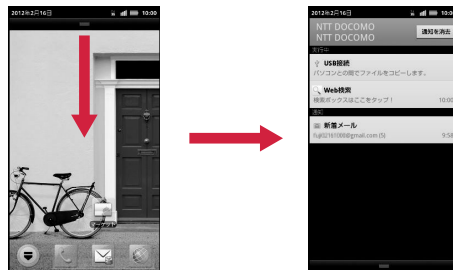 2012年2月16日 10:00
2012年2月16日 10:00
NTT DOCOMO
NTT DOCOMO
通知を消去
実行中
USB接続
パソコンとの間でファイルをコピーします。
Web検索
検索ボックスはここをタップ！ 10:00
通知
新着メール